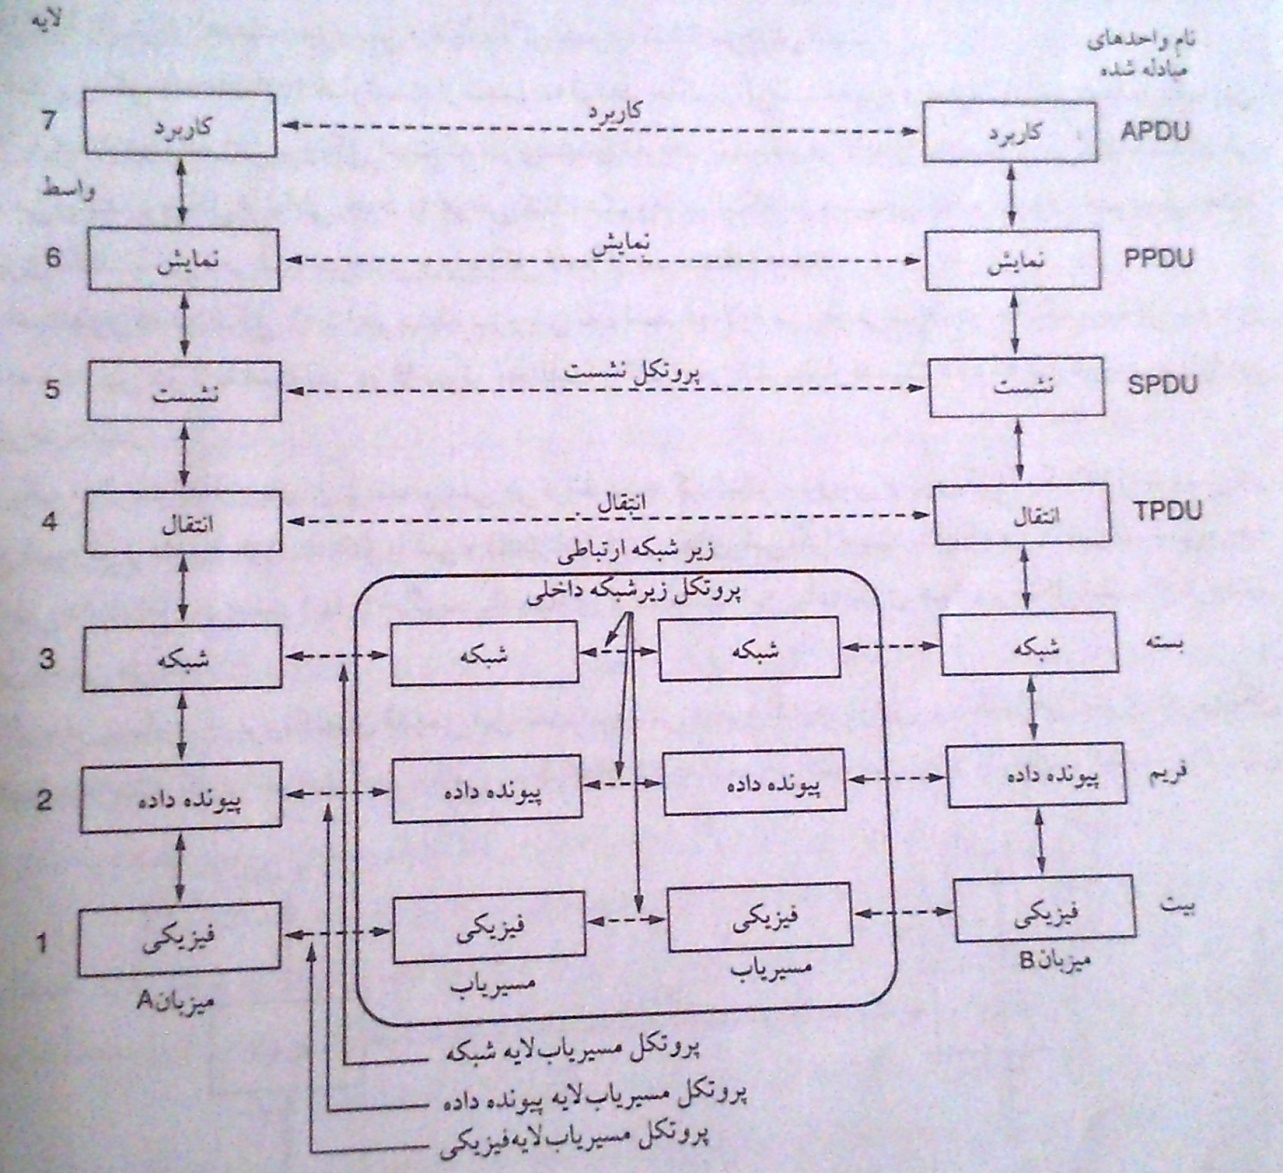 لایه
نام واحدهای
مبادله شده
7
کاربرد
کاربرد
کاربرد
APDU
واسط
6
نمایش
نمایش
نمایش
PPDU
5
نشست
پروتکل نشست
نشست
SPDU
4
انتقال
انتقال
انتقال
TPDU
زیر شبکه ارتباطی
پروتکل زیرشبکه داخلی
3
شبکه
شبکه
شبکه
شبکه
بسته
2
پیونده داده
پیونده داده
پیونده داده
پیونده داده
فریم
1
فیزیکی
فیزیکی
فیزیکی
فیزیکی
بیت
میزبان A
مسیریاب
مسیریاب
میزبان B
پروتکل مسیریاب لایه شبکه
پروتکل مسیریاب لایه پیونده داده
پروتکل مسیریاب لایه فیزیکی